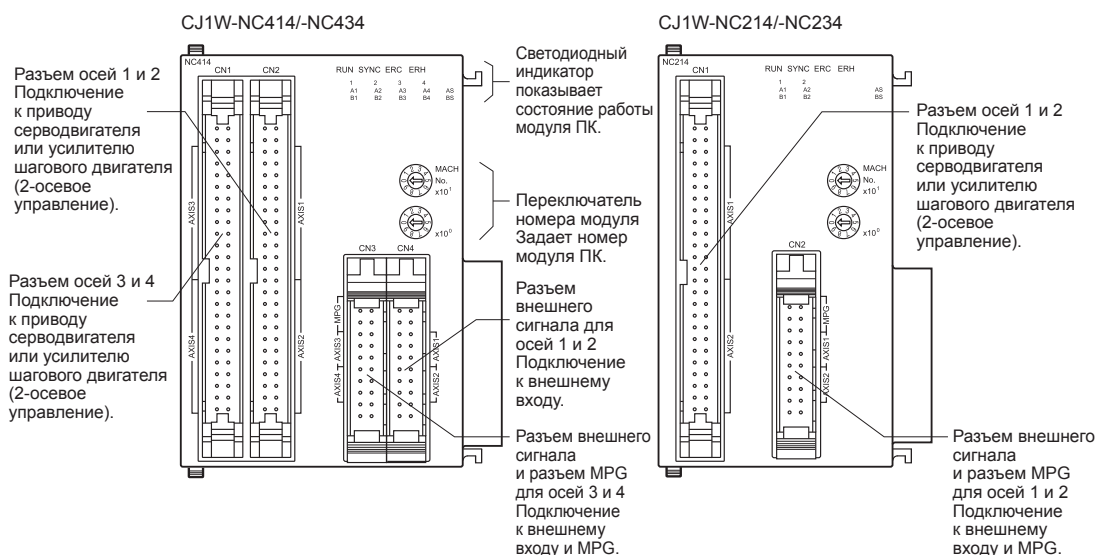 CJ1W-NC414/-NC434
CJ1W-NC214/-NC234
Разъем осей 1 и 2
Подключение
к приводу
серводвигателя
или усилителю
шагового двигателя
(2-осевое
управление).
Разъем осей 3 и 4
Подключение
к приводу
серводвигателя
или усилителю
шагового двигателя
(2-осевое
управление).
NC414
CN1
CN2
RUN SYNC ERC ERH
1 2 3 4
A1 A2 A3 A4 AS
B1 B2 B3 B4 BS
MACH
No.
x10¹
x10⁰
AXIS3
AXIS4
AXIS1
AXIS2
CN3
CN4
MPG
AXIS3
AXIS4
AXIS1
AXIS2
Светодиодный
индикатор
показывает
состояние работы
модуля ПК.
Переключатель
номера модуля
Задает номер
модуля ПК.
Разъем
внешнего
сигнала для
осей 1 и 2
Подключение
к внешнему
входу.
Разъем внешнего
сигнала
и разъем MPG
для осей 3 и 4
Подключение
к внешнему
входу и MPG.
NC214
CN1
RUN SYNC ERC ERH
1 2
A1 A2 AS
B1 B2 BS
MACH
No.
x10¹
x10⁰
AXIS1
AXIS2
CN2
MPG
AXIS1
AXIS2
Разъем осей 1 и 2
Подключение
к приводу
серводвигателя
или усилителю
шагового двигателя
(2-осевое
управление).
Разъем внешнего
сигнала
и разъем MPG
для осей 1 и 2
Подключение
к внешнему
входу и MPG.